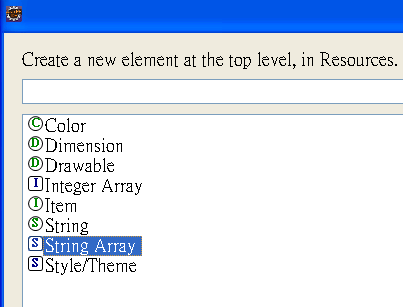 Create a new element at the top level, in Resources.
C Color
D Dimension
D Drawable
I Integer Array
I Item
S String
S String Array
S Style/Theme